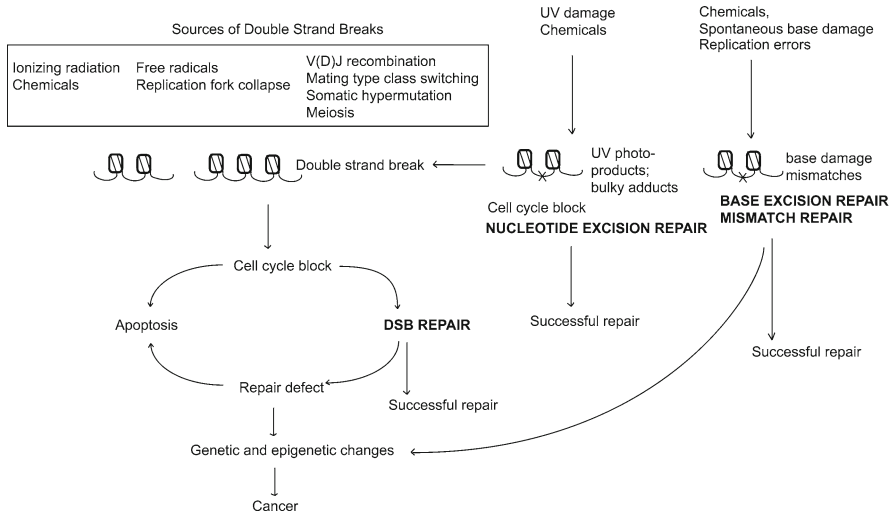 Sources of Double Strand Breaks
Ionizing radiation
Chemicals
Free radicals
Replication fork collapse
V(D)J recombination
Mating type class switching
Somatic hypermutation
Meiosis
UV damage
Chemicals
Chemicals,
Spontaneous base damage
Replication errors
Double strand break
UV photo-
products;
bulky adducts
base damage
mismatches
Cell cycle block
NUCLEOTIDE EXCISION REPAIR
BASE EXCISION REPAIR
MISMATCH REPAIR
Cell cycle block
Apoptosis
DSB REPAIR
Successful repair
Successful repair
Repair defect
Successful repair
Genetic and epigenetic changes
Cancer